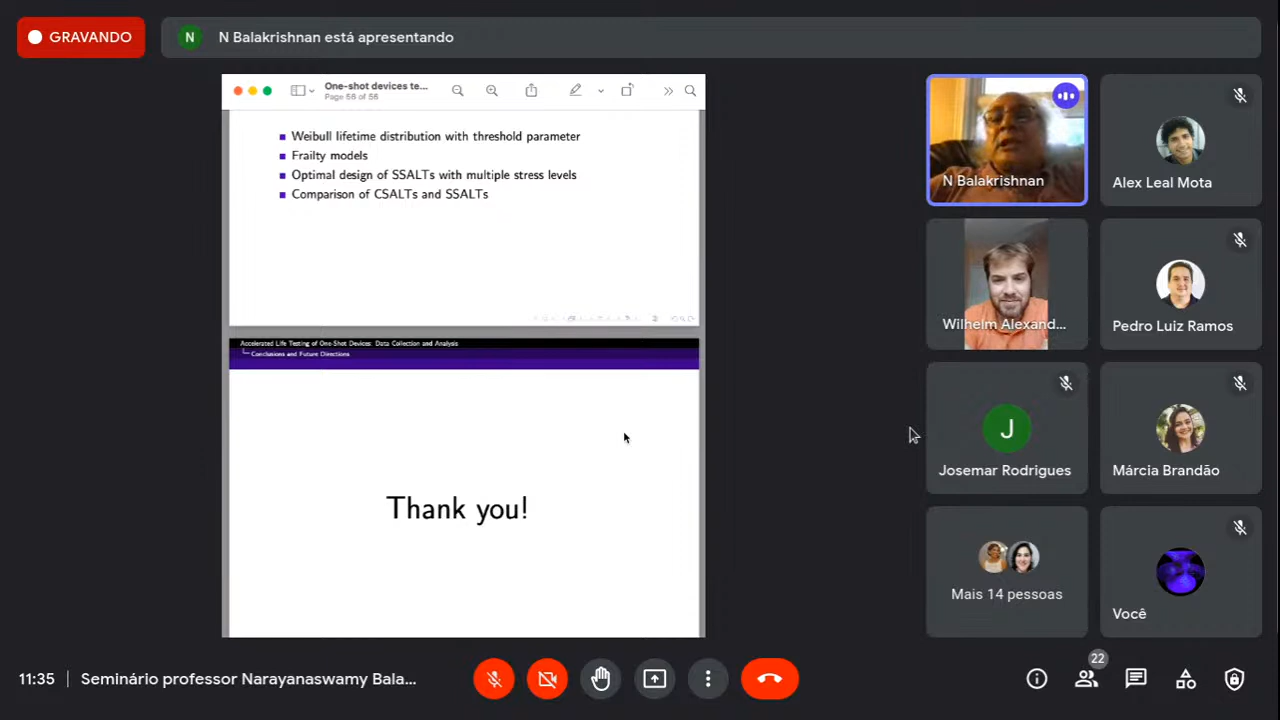 GRAVANDO
N
N Balakrishnan está apresentando
One-shot devices te...
Page 56 of 56
Weibull lifetime distribution with threshold parameter
Frailty models
Optimal design of SSALTs with multiple stress levels
Comparison of CSALTs and SSALTs
Accelerated Life Testing of One-Shot Devices: Data Collection and Analysis
Conclusions and Future Directions
Thank you!
N Balakrishnan
Alex Leal Mota
Wilhelm Alexand...
Pedro Luiz Ramos
J
Josemar Rodrigues
Márcia Brandão
Mais 14 pessoas
Você
11:35
Seminário professor Narayanaswamy Bala...
22